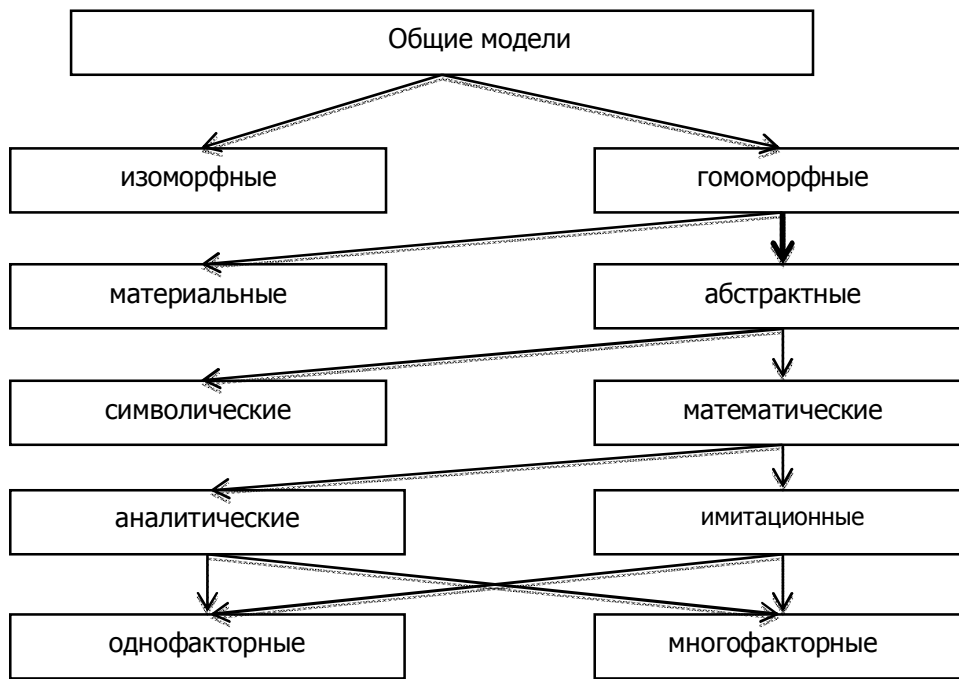 Общие модели
изоморфные
гомоморфные
материальные
абстрактные
символические
математические
аналитические
имитационные
однофакторные
многофакторные